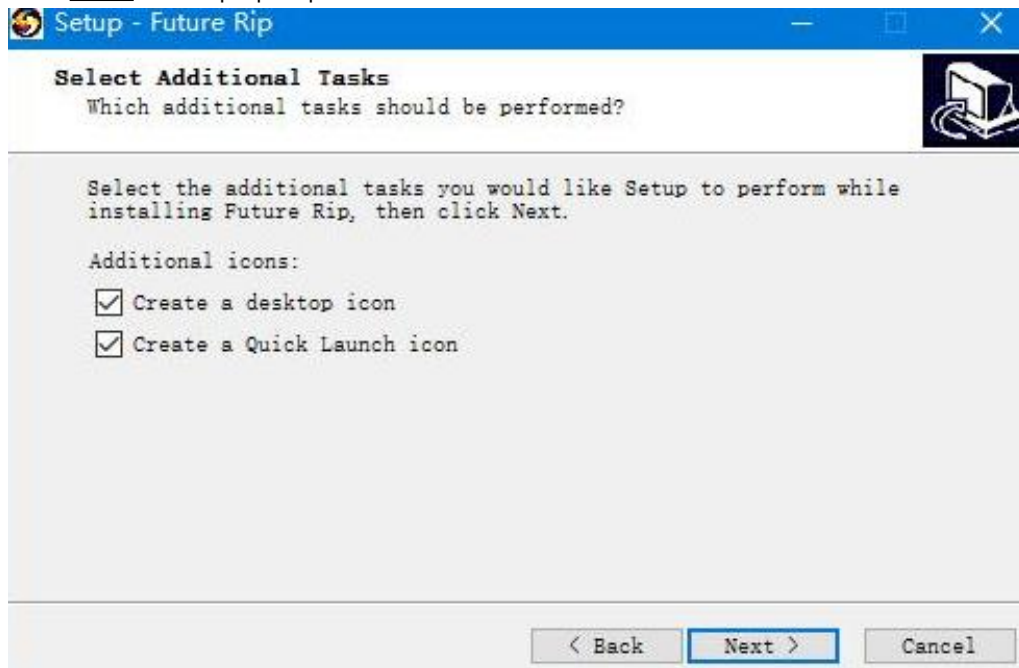 Setup - Future Rip
Select Additional Tasks
Which additional tasks should be performed?
Select the additional tasks you would like Setup to perform while
installing Future Rip, then click Next.
Additional icons:
Create a desktop icon
Create a Quick Launch icon
< Back
Next >
Cancel